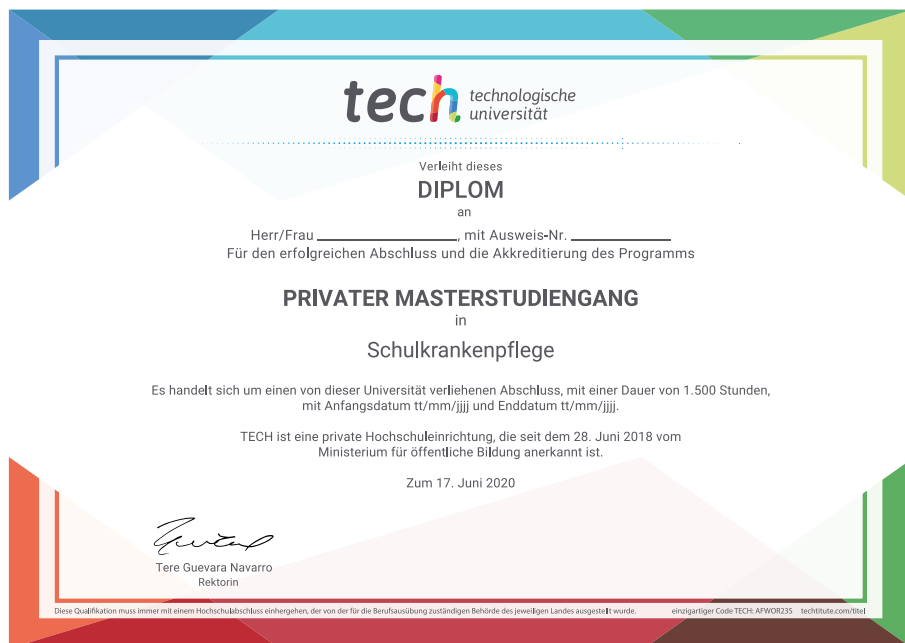 tech technologische
universität
Verleiht dieses
DIPLOM
an
Herr/Frau ____________________, mit Ausweis-Nr. ______________
Für den erfolgreichen Abschluss und die Akkreditierung des Programms
PRIVATER MASTERSTUDIENGANG
in
Schulkrankenpflege
Es handelt sich um einen von dieser Universität verliehenen Abschluss, mit einer Dauer von 1.500 Stunden,
mit Anfangsdatum tt/mm/jjjj und Enddatum tt/mm/jjjj.
TECH ist eine private Hochschuleinrichtung, die seit dem 28. Juni 2018 vom
Ministerium für öffentliche Bildung anerkannt ist.
Zum 17. Juni 2020
Tere Guevara Navarro
Rektorin
Diese Qualifikation muss immer mit einem Hochschulabschluss einhergehen, der von der für die Berufsausübung zuständigen Behörde des jeweiligen Landes ausgestellt wurde. einzigartiger Code TECH: AFWOR23S techtitute.com/titel